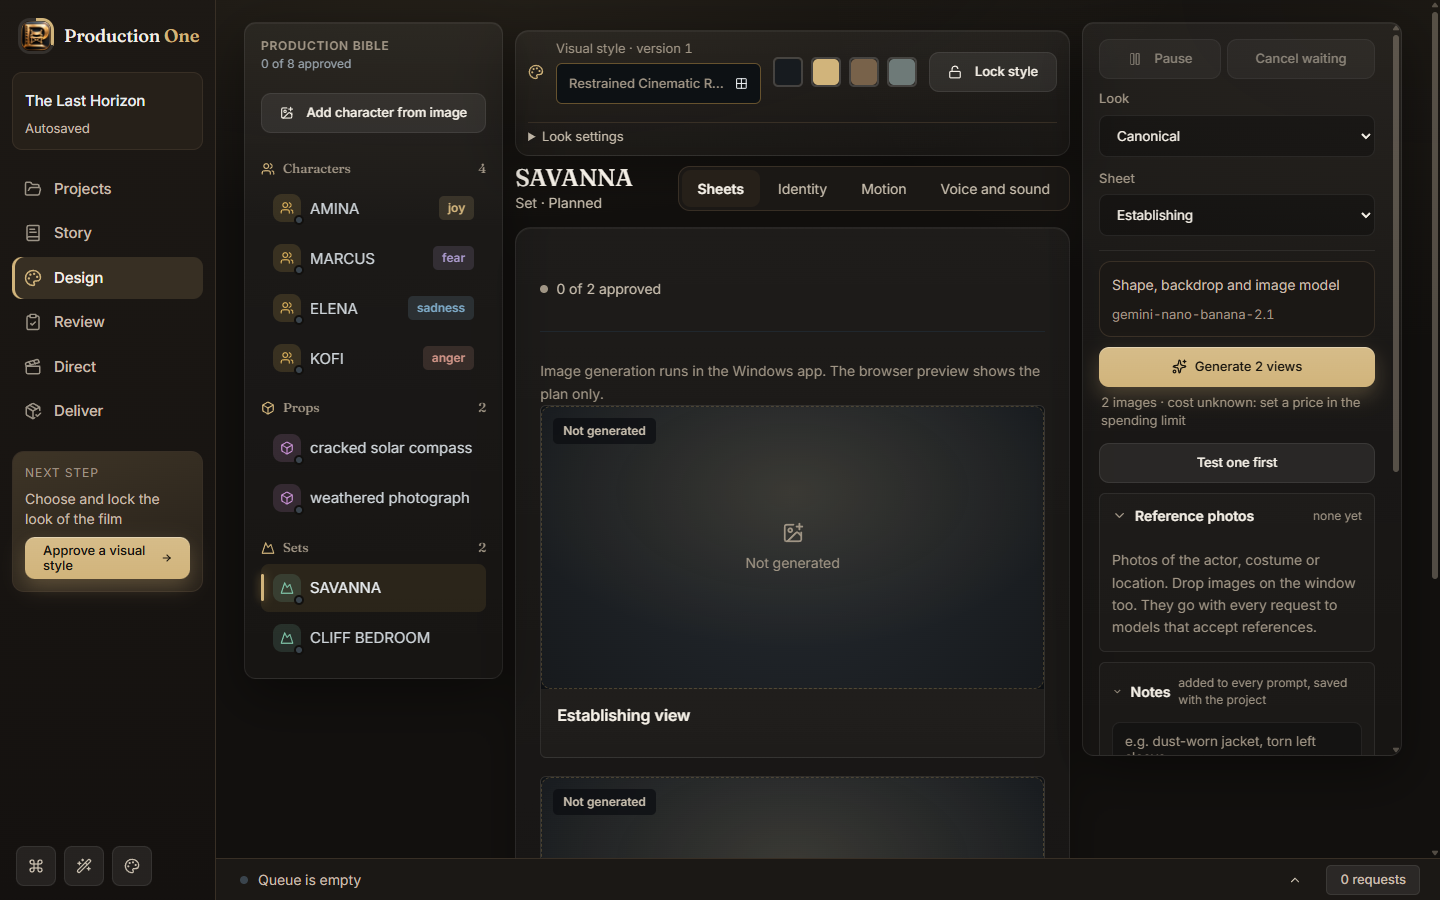 Production One
The Last Horizon
Autosaved
Projects
Story
Design
Review
Direct
Deliver
NEXT STEP
Choose and lock the
look of the film
Approve a visual
style
PRODUCTION BIBLE
0 of 8 approved
Add character from image
Characters 4
AMINA joy
MARCUS fear
ELENA sadness
KOFI anger
Props 2
cracked solar compass
weathered photograph
Sets 2
SAVANNA
CLIFF BEDROOM
Visual style · version 1
Restrained Cinematic R...
Lock style
Look settings
SAVANNA
Set · Planned
Sheets Identity Motion Voice and sound
0 of 2 approved
Image generation runs in the Windows app. The browser preview shows the
plan only.
Not generated
Not generated
Establishing view
Not generated
Pause Cancel waiting
Look
Canonical
Sheet
Establishing
Shape, backdrop and image model
gemini-nano-banana-2.1
Generate 2 views
2 images · cost unknown: set a price in the
spending limit
Test one first
Reference photos none yet
Photos of the actor, costume or
location. Drop images on the window
too. They go with every request to
models that accept references.
Notes added to every prompt, saved
with the project
e.g. dust-worn jacket, torn left
Queue is empty
0 requests